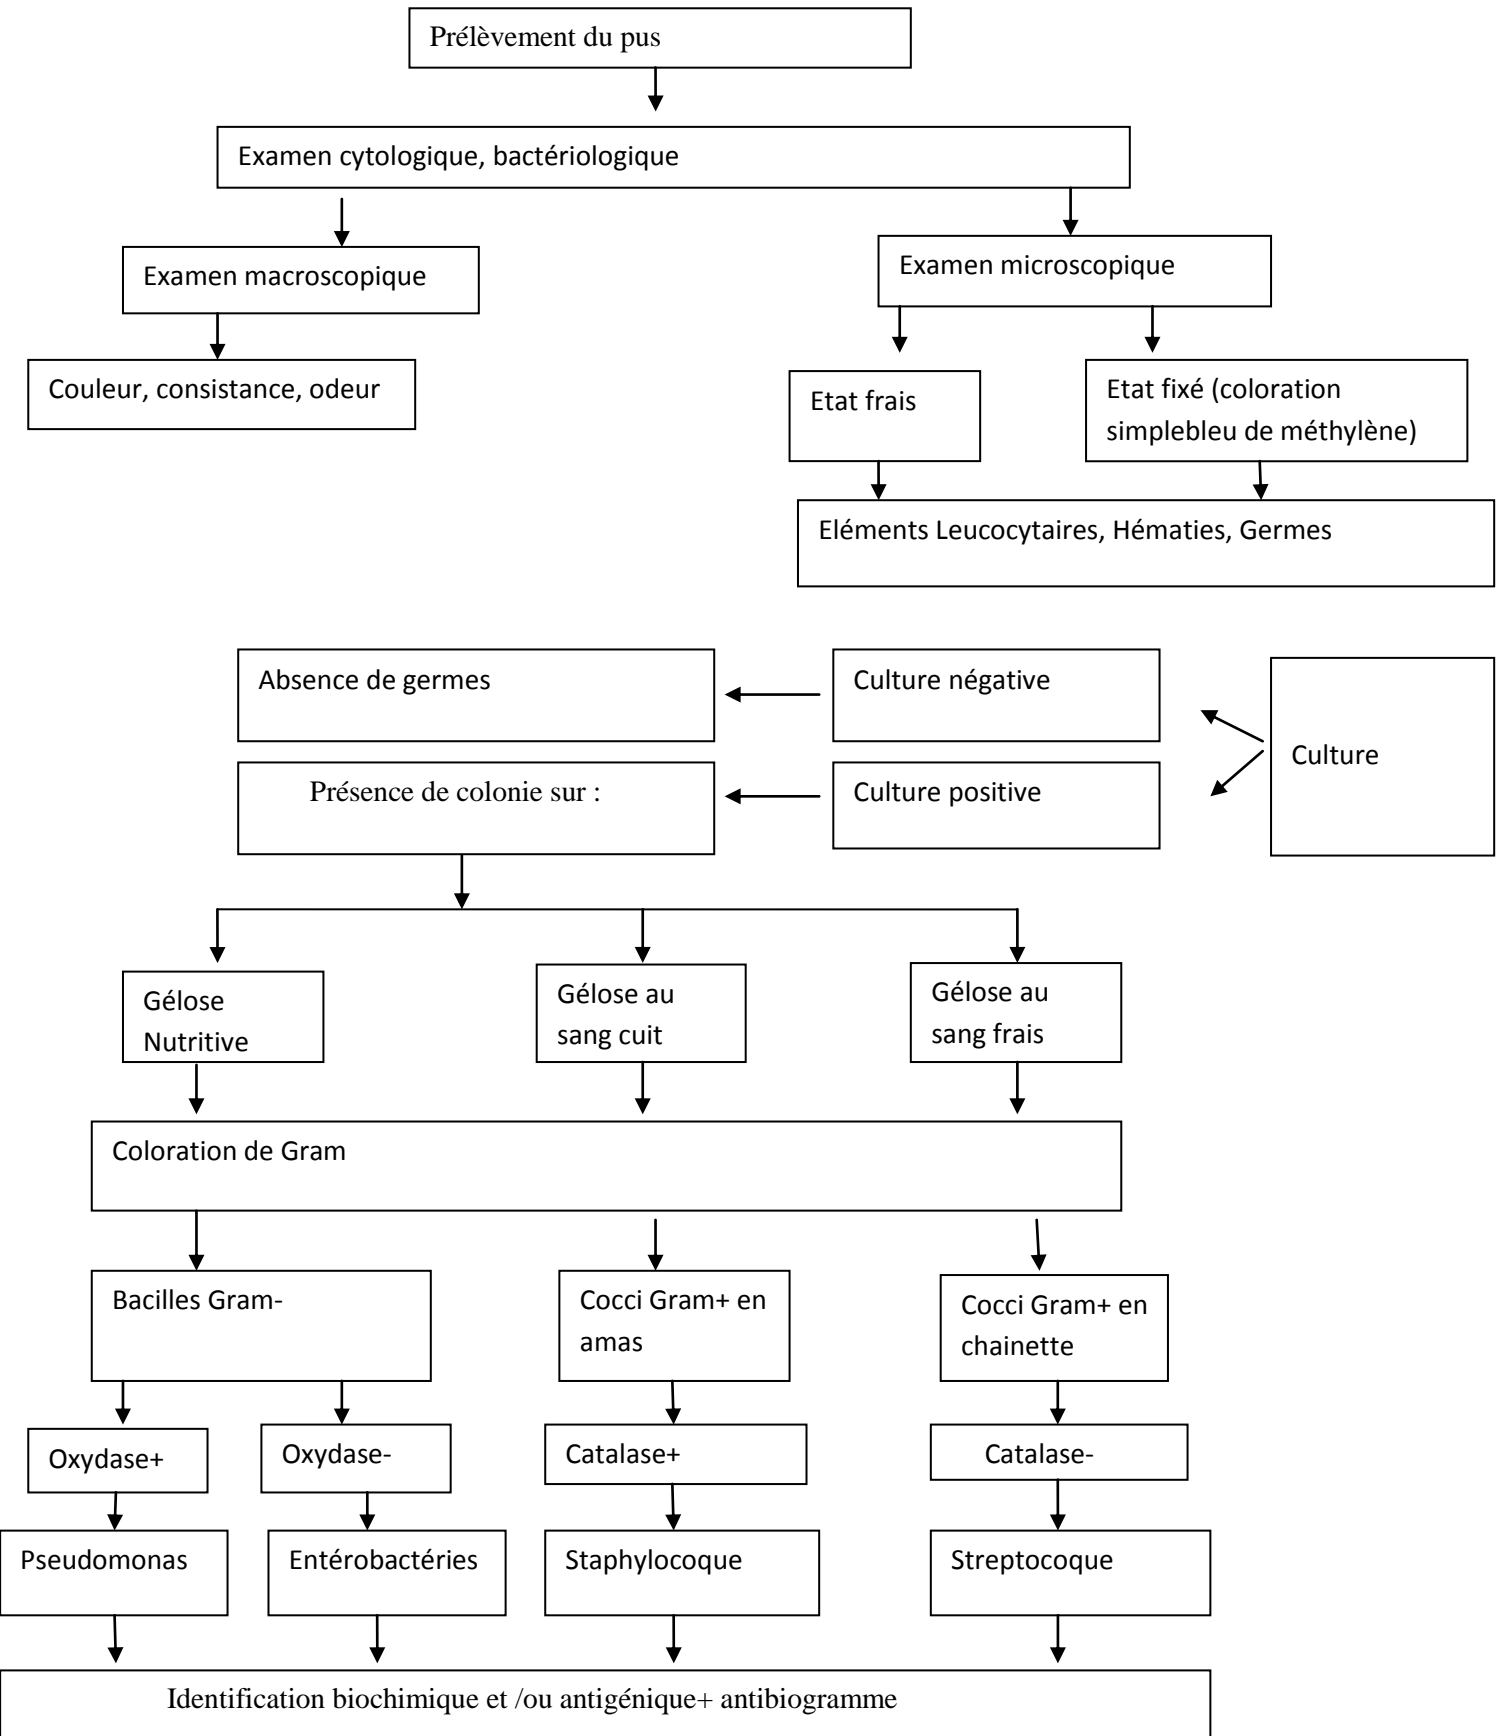 Prélèvement du pus
Examen cytologique, bactériologique
Examen macroscopique
Examen microscopique
Couleur, consistance, odeur
Etat frais
Etat fixé (coloration
simplebleu de méthylène)
Eléments Leucocytaires, Hématies, Germes
Absence de germes
Culture négative
Culture
Présence de colonie sur :
Culture positive
Gélose
Nutritive
Gélose au
sang cuit
Gélose au
sang frais
Coloration de Gram
Bacilles Gram-
Cocci Gram+ en
amas
Cocci Gram+ en
chainette
Oxydase+
Oxydase-
Catalase+
Catalase-
Pseudomonas
Entérobactéries
Staphylocoque
Streptocoque
Identification biochimique et /ou antigénique+ antibiogramme